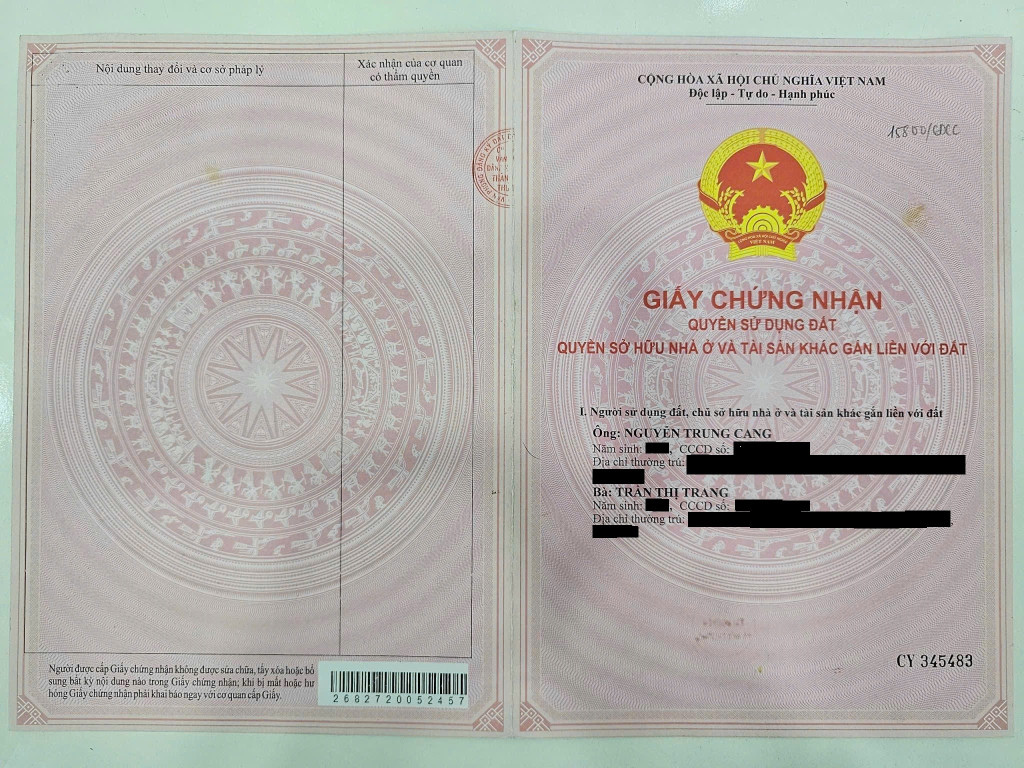 Nội dung thay đổi và cơ sở pháp lý
Xác nhận của cơ quan
có thẩm quyền
Người được cấp Giấy chứng nhận không được sửa chữa, tẩy xóa hoặc bổ
sung bất kỳ nội dung nào trong Giấy chứng nhận; khi bị mất hoặc hư
hỏng Giấy chứng nhận phải khai báo ngay với cơ quan cấp Giấy.
2682720052457
CỘNG HÒA XÃ HỘI CHỦ NGHĨA VIỆT NAM
Độc lập - Tự do - Hạnh phúc
15800/CDCC
VIỆT NAM
GIẤY CHỨNG NHẬN
QUYỀN SỬ DỤNG ĐẤT
QUYỀN SỞ HỮU NHÀ Ở VÀ TÀI SẢN KHÁC GẮN LIỀN VỚI ĐẤT
I. Người sử dụng đất, chủ sở hữu nhà ở và tài sản khác gắn liền với đất
Ông: NGUYỄN TRUNG CANG
Năm sinh: , CCCD số:
Địa chỉ thường trú:
Bà: TRẦN THỊ TRANG
Năm sinh: , CCCD số:
Địa chỉ thường trú: ,
CY 345483